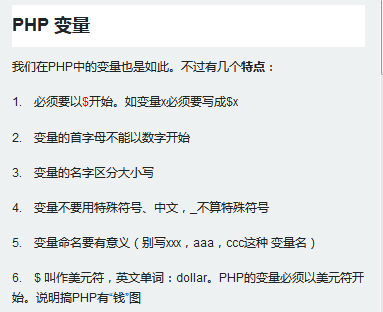 PHP 变量
我们在PHP中的变量也是如此。不过有几个特点：
1. 必须要以$开始。如变量x必须要写成$x
2. 变量的首字母不能以数字开始
3. 变量的名字区分大小写
4. 变量不要用特殊符号、中文，_不算特殊符号
5. 变量命名要有意义（别写xxx，aaa，ccc这种 变量名）
6. $ 叫作美元符，英文单词：dollar。PHP的变量必须以美元符开
始。说明搞PHP有“钱”图